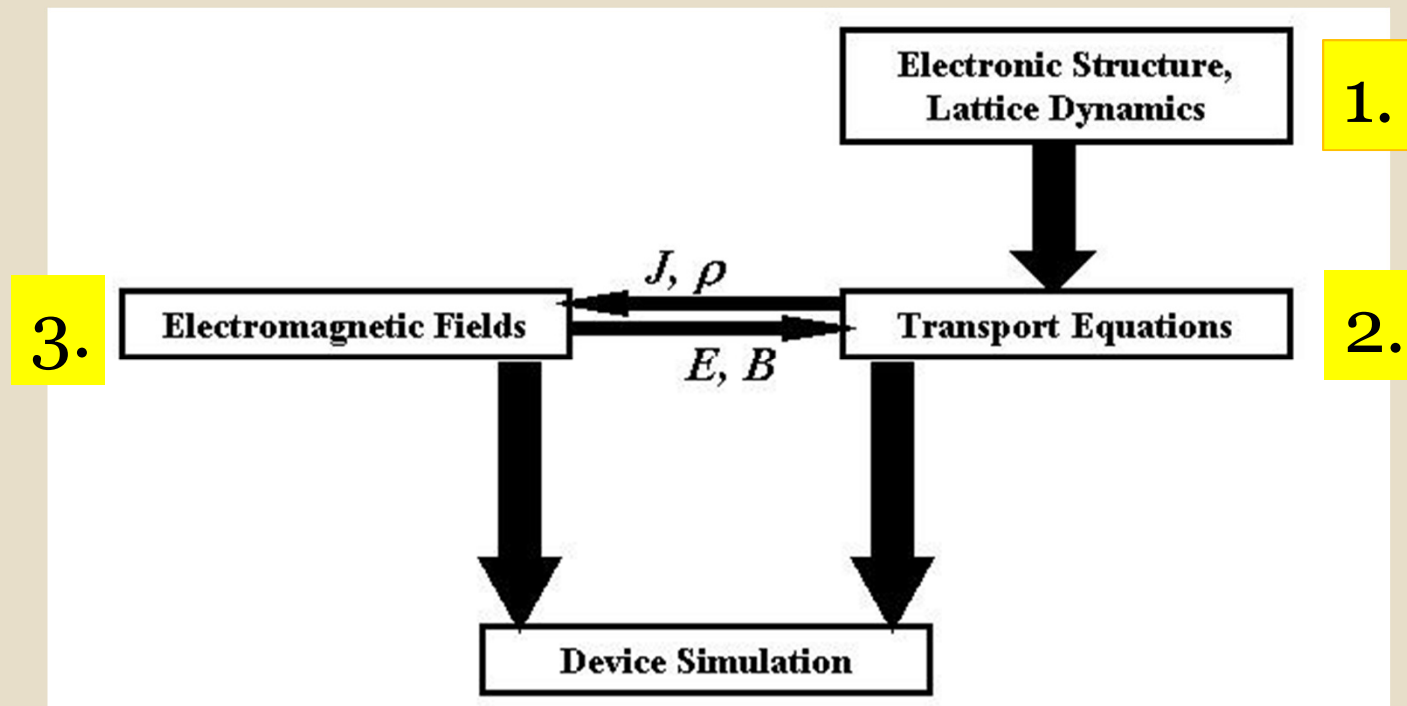 Electronic Structure,
Lattice Dynamics
1.
J, ρ
3.
Electromagnetic Fields
Transport Equations
2.
E, B
Device Simulation